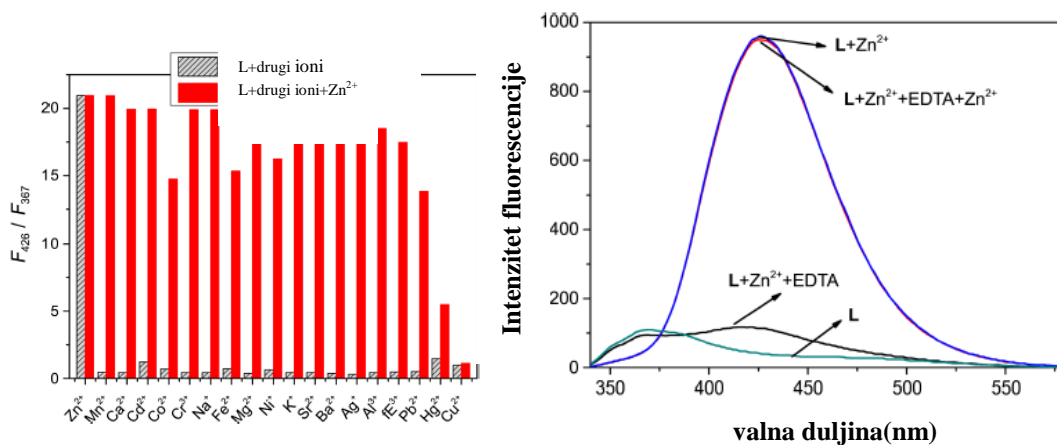 L+drugi ioni
L+drugi ioni+Zn²⁺
20
15
10
5
0
F₄₂₆ / F₃₆₇
Zn²⁺ Mn²⁺ Ca²⁺ Cd²⁺ Co²⁺ Cr³⁺ Na⁺ Fe²⁺ Mg²⁺ Ni⁺ K⁺ Sr²⁺ Ba²⁺ Ag⁺ Al³⁺ fE³⁺ Pb²⁺ Hg²⁺ Cu²⁺
1000
800
600
400
200
0
Intenzitet fluorescencije
L+Zn²⁺
L+Zn²⁺+EDTA+Zn²⁺
L+Zn²⁺+EDTA
L
350 400 450 500 550
valna duljina(nm)